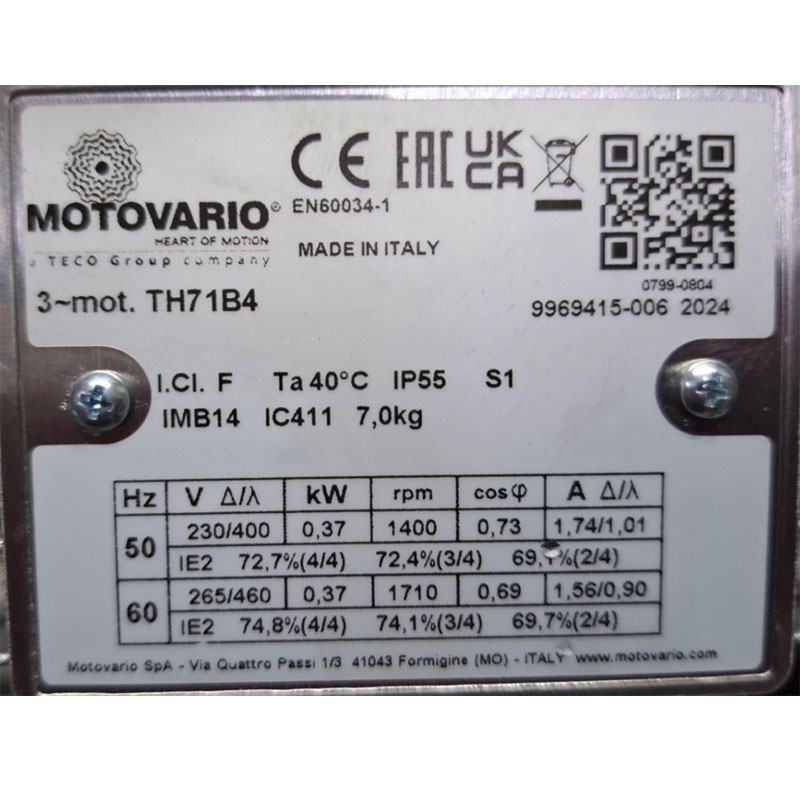 CE EAC UK CA
MOTOVARIO®
HEART OF MOTION
a TECO Group company
EN60034-1
MADE IN ITALY
0799-0804
3~mot. TH71B4
9969415-006 2024
I.Cl. F Ta 40°C IP55 S1
IMB14 IC411 7,0kg
Hz V Δ/λ kW rpm cosφ A Δ/λ
50 230/400 0,37 1400 0,73 1,74/1,01
IE2 72,7%(4/4) 72,4%(3/4) 69,1%(2/4)
60 265/460 0,37 1710 0,69 1,56/0,90
IE2 74,8%(4/4) 74,1%(3/4) 69,7%(2/4)
Motovario SpA - Via Quattro Passi 1/3 41043 Formigine (MO) - ITALY www.motovario.com